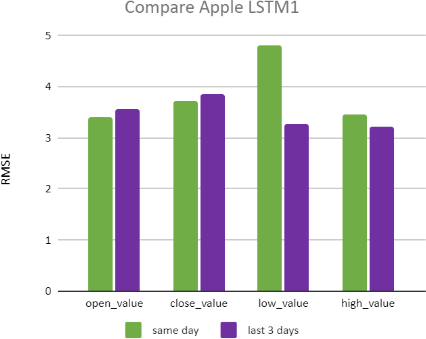 Compare Apple LSTM1
RMSE
5
4
3
2
1
0
open_value close_value low_value high_value
same day last 3 days